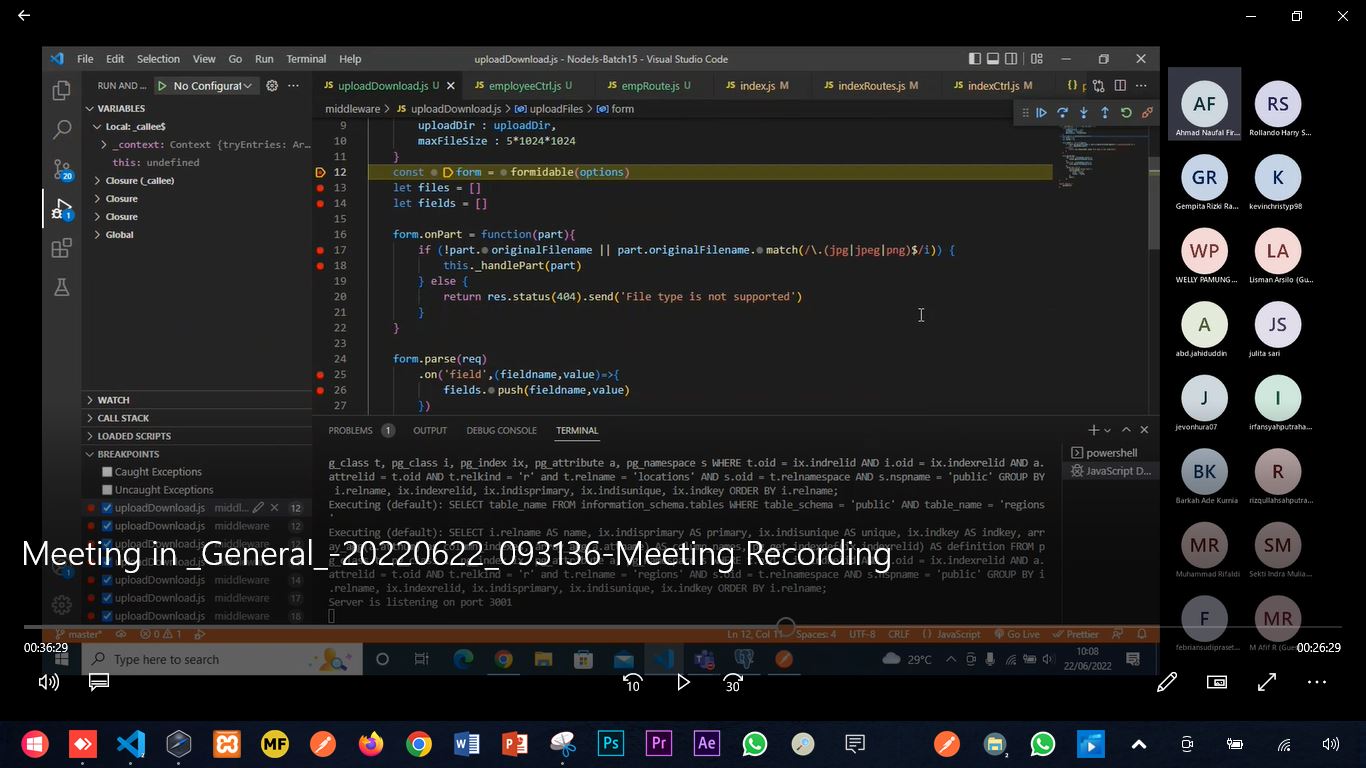 File Edit Selection View Go Run Terminal Help
uploadDownload.js - NodeJs-Batch15 - Visual Studio Code
RUN AND ... No Configurat
uploadDownload.js U employeeCtrl.js U empRoute.js U index.js M indexRoutes.js M indexCtrl.js M
middleware > uploadDownload.js > uploadFiles > form
VARIABLES
Local: _callee$
_context: Context {tryEntries: Ar...
this: undefined
Closure (_callee)
Closure
Closure
Global
WATCH
CALL STACK
LOADED SCRIPTS
BREAKPOINTS
Caught Exceptions
Uncaught Exceptions
uploadDownload.js middl... 12
uploadDownload.js middleware 12
uploadDownload.js middleware 14
uploadDownload.js middleware 17
uploadDownload.js middleware 18
9 uploadDir : uploadDir,
10 maxFileSize : 5*1024*1024
11 }
12 const form = formidable(options)
13 let files = []
14 let fields = []
15
16 form.onPart = function(part){
17 if (!part.originalFilename || part.originalFilename.match(/\.(jpg|jpeg|png)$/i)) {
18 this._handlePart(part)
19 } else {
20 return res.status(404).send('File type is not supported')
21 }
22 }
23
24 form.parse(req)
25 .on('field',(fieldname,value)=>{
26 fields.push(fieldname,value)
27 })
PROBLEMS 1 OUTPUT DEBUG CONSOLE TERMINAL
powershell
JavaScript D...
g_class t, pg_class i, pg_index ix, pg_attribute a, pg_namespace s WHERE t.oid = ix.indrelid AND i.oid = ix.indexrelid AND a.
attrelid = t.oid AND t.relkind = 'r' and t.relname = 'locations' AND s.oid = t.relnamespace AND s.nspname = 'public' GROUP BY
i.relname, ix.indexrelid, ix.indisprimary, ix.indisunique, ix.indkey ORDER BY i.relname;
Executing (default): SELECT table_name FROM information_schema.tables WHERE table_schema = 'public' AND table_name = 'regions
'
Executing (default): SELECT i.relname AS name, ix.indisprimary AS primary, ix.indisunique AS unique, ix.indkey AS indkey, arr
attrelid = t.oid AND t.relkind = 'r' and t.relname = 'regions' AND s.oid = t.relnamespace AND s.nspname = 'public' GROUP BY i
.relname, ix.indexrelid, ix.indisprimary, ix.indisunique, ix.indkey ORDER BY i.relname;
Server is listening on port 3001
Meeting in _General_-20220622_093136-Meeting Recording
master* 0 1 Ln 12, Col 11 Spaces: 4 UTF-8 CRLF JavaScript Go Live Prettier
Type here to search
29°C
10:08
22/06/2022
AF RS
Ahmad Naufal Fir... Rollando Harry S...
GR K
Gempita Rizki Ra... kevinchristyp98
WP LA
WELLY PAMUNG... Lisman Arsilo (Gu...
A JS
abd.jahiduddin julita sari
J I
jevonhura07 irfansyahputraha...
BK R
Barkah Ade Kurnia rizqullahsahputra...
MR SM
Muhammad Rifaldi Sekti Indra Mulia...
F MR
febriansudipraset... M Afif R (Gue
00:36:29 00:26:29
10 30
MF Ps Pr Ae